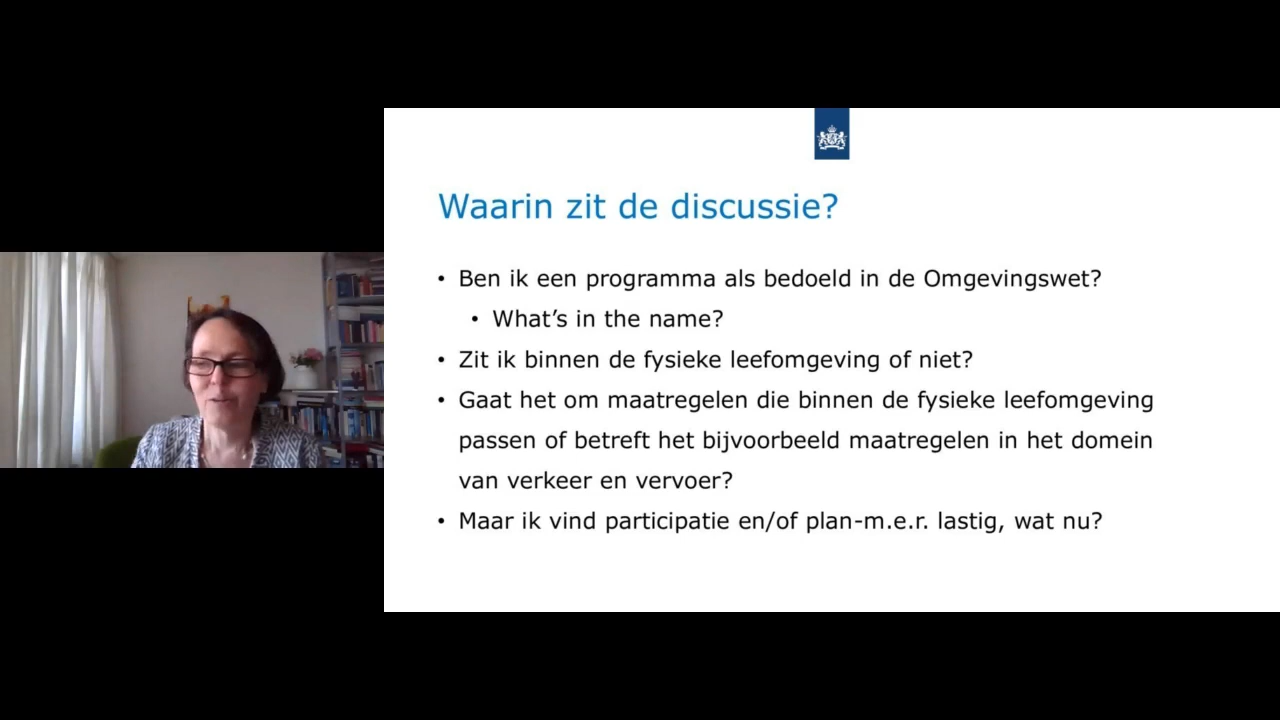 Waarin zit de discussie?
• Ben ik een programma als bedoeld in de Omgevingswet?
• What’s in the name?
• Zit ik binnen de fysieke leefomgeving of niet?
• Gaat het om maatregelen die binnen de fysieke leefomgeving
passen of betreft het bijvoorbeeld maatregelen in het domein
van verkeer en vervoer?
• Maar ik vind participatie en/of plan-m.e.r. lastig, wat nu?